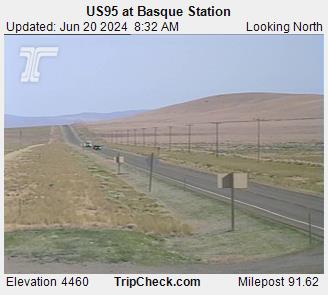 US95 at Basque Station
Updated: Jun 20 2024 8:32 AM Looking North
Elevation 4460 TripCheck.com Milepost 91.62